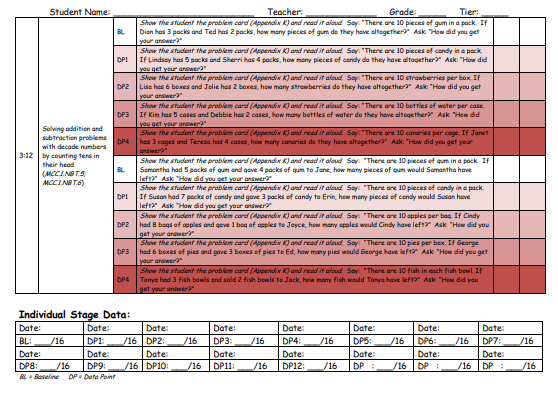 Student Name: ____________________ Teacher: ____________ Grade: _____ Tier: _____
BL
Show the student the problem card (Appendix K) and read it aloud. Say: "There are 10 pieces of gum in a pack. If
Dion has 3 packs and Ted has 2 packs, how many pieces of gum do they have altogether?" Ask: "How did you get
your answer?"
DP1
Show the student the problem card (Appendix K) and read it aloud. Say: "There are 10 pieces of candy in a pack.
If Lindsay has 5 packs and Sherri has 4 packs, how many pieces of candy do they have altogether?" Ask: "How did
you get your answer?"
DP2
Show the student the problem card (Appendix K) and read it aloud. Say: "There are 10 strawberries per box. If
Lisa has 6 boxes and Jolie has 2 boxes, how many strawberries do they have altogether?" Ask: "How did you get
your answer?"
DP3
Show the student the problem card (Appendix K) and read it aloud. Say: "There are 10 bottles of water per case.
If Kim has 5 cases and Debbie has 2 cases, how many bottles of water do they have altogether?" Ask: "How did
you get your answer?"
DP4
Show the student the problem card (Appendix K) and read it aloud. Say: "There are 10 canaries per cage. If Janet
has 3 cages and Teresa has 4 cases, how many canaries do they have altogether?" Ask: "How did you get your
answer?"
3:12
Solving addition and
subtraction problems
with decade numbers
by counting tens in
their head
(MCC1.NBT.5;
MCC1.NBT.6)
BL
Show the student the problem card (Appendix K) and read it aloud. Say: "There are 10 pieces of gum in a pack. If
Samantha had 5 packs of gum and gave 4 packs of gum to Jane, how many pieces of gum would Samantha have
left?" Ask: "How did you get your answer?"
DP1
Show the student the problem card (Appendix K) and read it aloud. Say: "There are 10 pieces of candy in a pack.
If Susan had 7 packs of candy and gave 3 packs of candy to Erin, how many pieces of candy would Susan have
left?" Ask: "How did you get your answer?"
DP2
Show the student the problem card (Appendix K) and read it aloud. Say: "There are 10 apples per bag. If Cindy
had 8 bags of apples and gave 1 bag of apples to Joyce, how many apples would Cindy have left?" Ask: "How did
you get your answer?"
DP3
Show the student the problem card (Appendix K) and read it aloud. Say: "There are 10 pies per box. If George
had 6 boxes of pies and gave 3 boxes of pies to Ed, how many pies would George have left?" Ask: "How did you
get your answer?"
DP4
Show the student the problem card (Appendix K) and read it aloud. Say: "There are 10 fish in each fish bowl. If
Tonya had 3 fish bowls and sold 2 fish bowls to Jack, how many fish would Tonya have left?" Ask: "How did you
get your answer?"
Individual Stage Data:
Date: Date: Date: Date: Date: Date: Date: Date:
BL: ___/16 DP1: ___/16 DP2: ___/16 DP3: ___/16 DP4: ___/16 DP5: ___/16 DP6: ___/16 DP7: ___/16
Date: Date: Date: Date: Date: Date: Date: Date:
DP8: ___/16 DP9: ___/16 DP10: ___/16 DP11: ___/16 DP12: ___/16 DP : ___/16 DP : ___/16 DP : ___/16
BL = Baseline DP = Data Point